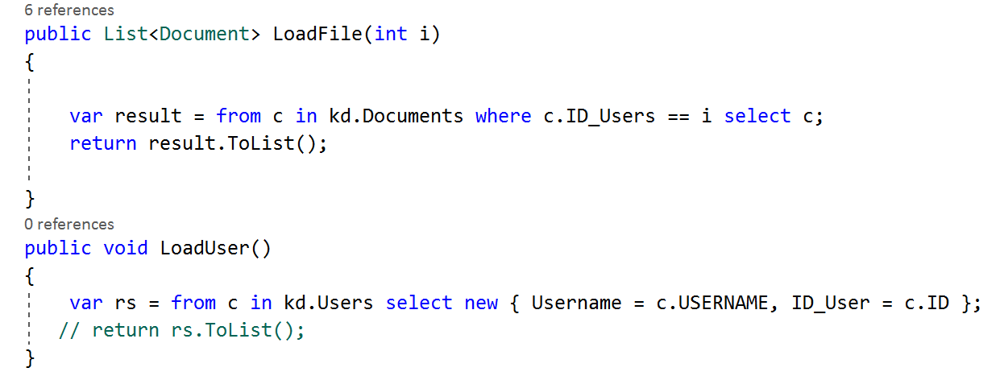 6 references
public List<Document> LoadFile(int i)
{
var result = from c in kd.Documents where c.ID_Users == i select c;
return result.ToList();
}
0 references
public void LoadUser()
{
var rs = from c in kd.Users select new { Username = c.USERNAME, ID_User = c.ID };
// return rs.ToList();
}